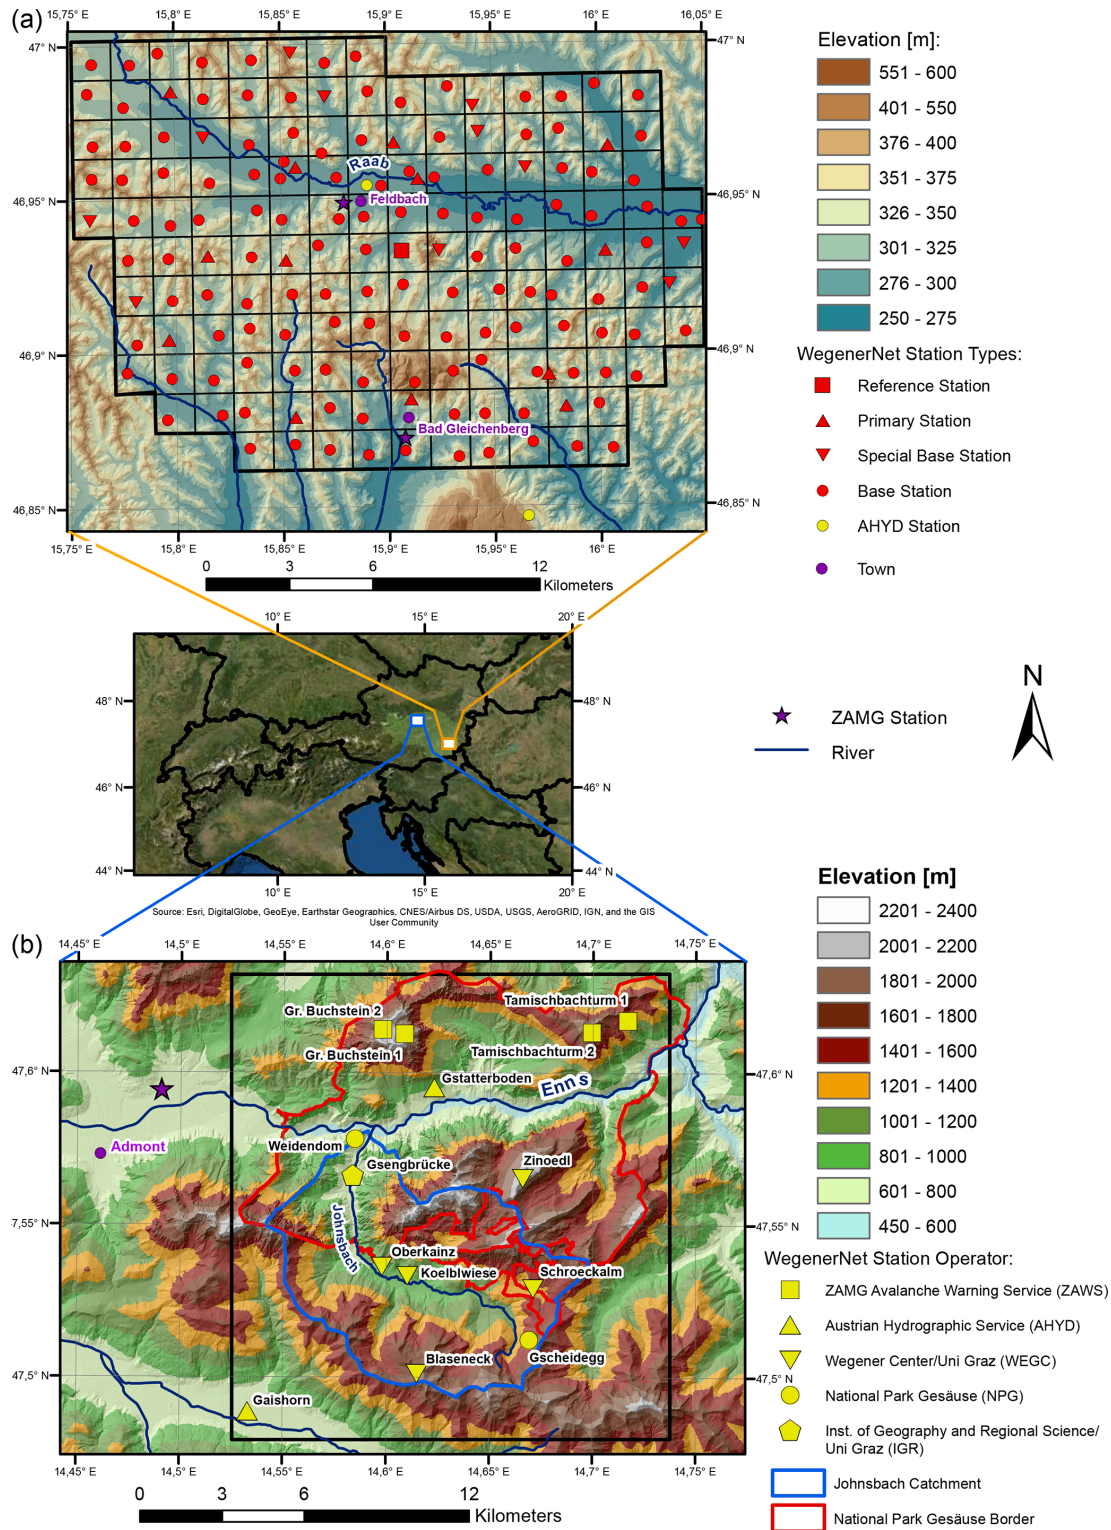 (a)
15,75° E
15,8° E
15,85° E
15,9° E
15,95° E
16° E
16,05° E
47° N
47° N
46,95° N
46,95° N
46,9° N
46,9° N
46,85° N
46,85° N
Raab
Feldbach
Bad Gleichenberg
15,75° E
15,8° E
15,85° E
15,9° E
15,95° E
16° E
0
3
6
12
Kilometers
Elevation [m]:
551 - 600
401 - 550
376 - 400
351 - 375
326 - 350
301 - 325
276 - 300
250 - 275
WegenerNet Station Types:
Reference Station
Primary Station
Special Base Station
Base Station
AHYD Station
Town
10° E
15° E
20° E
48° N
48° N
46° N
46° N
44° N
44° N
10° E
15° E
20° E
Source: Esri, DigitalGlobe, GeoEye, Earthstar Geographics, CNES/Airbus DS, USDA, USGS, AeroGRID, IGN, and the GIS
User Community
ZAMG Station
River
N
(b)
14,45° E
14,5° E
14,55° E
14,6° E
14,65° E
14,7° E
14,75° E
47,6° N
47,6° N
7,55° N
47,55° N
47,5° N
47,5° N
Tamischbachturm 1
Gr. Buchstein 2
Gr. Buchstein 1
Tamischbachturm 2
Gstatterboden
Enns
Admont
Weidendom
Gsengbrücke
Zinoedl
Johnsbach
Oberkainz
Koelblwiese
Schroeckalm
Blaseneck
Gscheidegg
Gaishorn
14,45° E
14,5° E
14,55° E
14,6° E
14,65° E
14,7° E
14,75° E
0
3
6
12
Kilometers
Elevation [m]
2201 - 2400
2001 - 2200
1801 - 2000
1601 - 1800
1401 - 1600
1201 - 1400
1001 - 1200
801 - 1000
601 - 800
450 - 600
WegenerNet Station Operator:
ZAMG Avalanche Warning Service (ZAWS)
Austrian Hydrographic Service (AHYD)
Wegener Center/Uni Graz (WEGC)
National Park Gesäuse (NPG)
Inst. of Geography and Regional Science/
Uni Graz (IGR)
Johnsbach Catchment
National Park Gesäuse Border